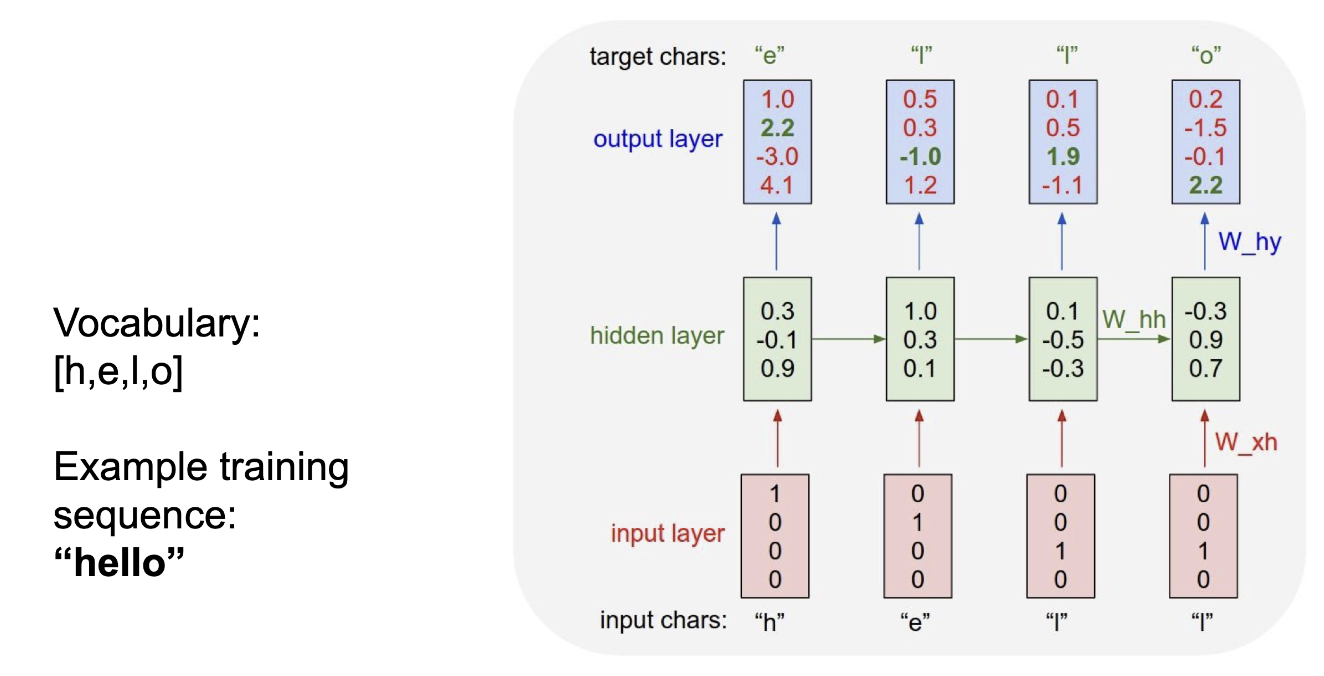 Vocabulary:
[h,e,l,o]
Example training
sequence:
“hello”
target chars: “e” “l” “l” “o”
output layer
1.0 0.5 0.1 0.2
2.2 0.3 0.5 -1.5
-3.0 -1.0 1.9 -0.1
4.1 1.2 -1.1 2.2
W_hy
hidden layer
0.3 1.0 0.1 -0.3
-0.1 0.3 -0.5 0.9
0.9 0.1 -0.3 0.7
W_hh
W_xh
input layer
1 0 0 0
0 1 0 0
0 0 1 1
0 0 0 0
input chars: “h” “e” “l” “l”